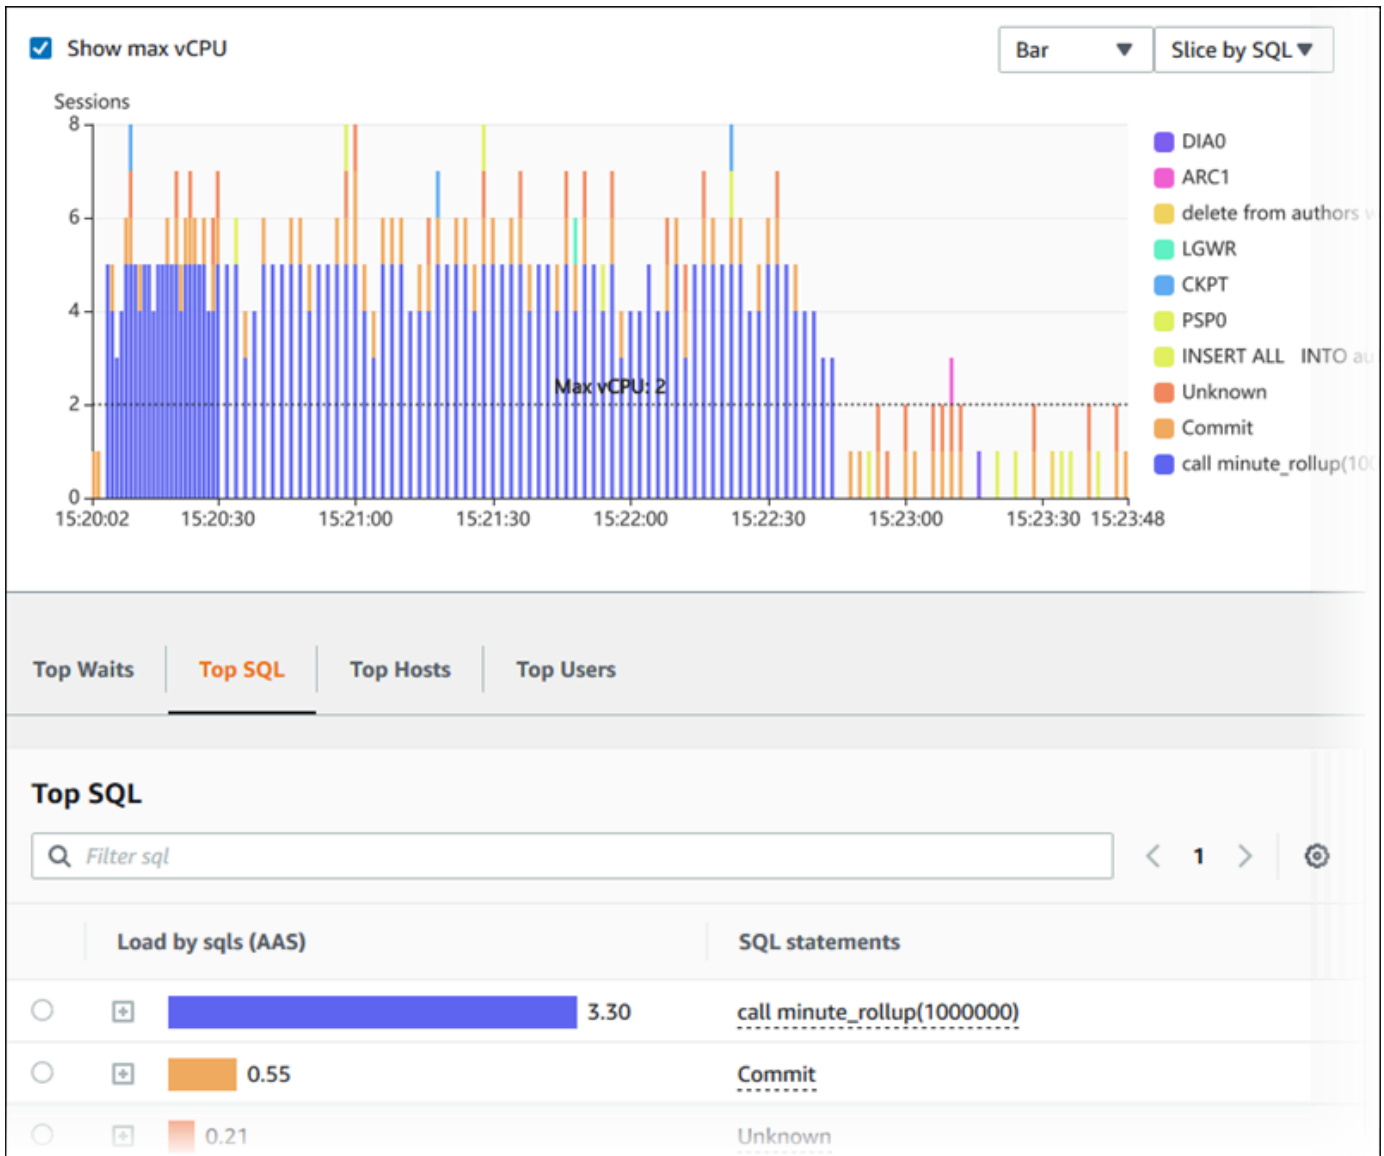 Show max vCPU
Bar
Slice by SQL
Sessions
8
6
4
2
0
Max vCPU: 2
15:20:02 15:20:30 15:21:00 15:21:30 15:22:00 15:22:30 15:23:00 15:23:30 15:23:48
DIA0
ARC1
delete from authors w
LGWR
CKPT
PSP0
INSERT ALL INTO au
Unknown
Commit
call minute_rollup(100
Top Waits
Top SQL
Top Hosts
Top Users
Top SQL
Filter sql
1
Load by sqls (AAS) SQL statements
3.30 call minute_rollup(1000000)
0.55 Commit
0.21 Unknown